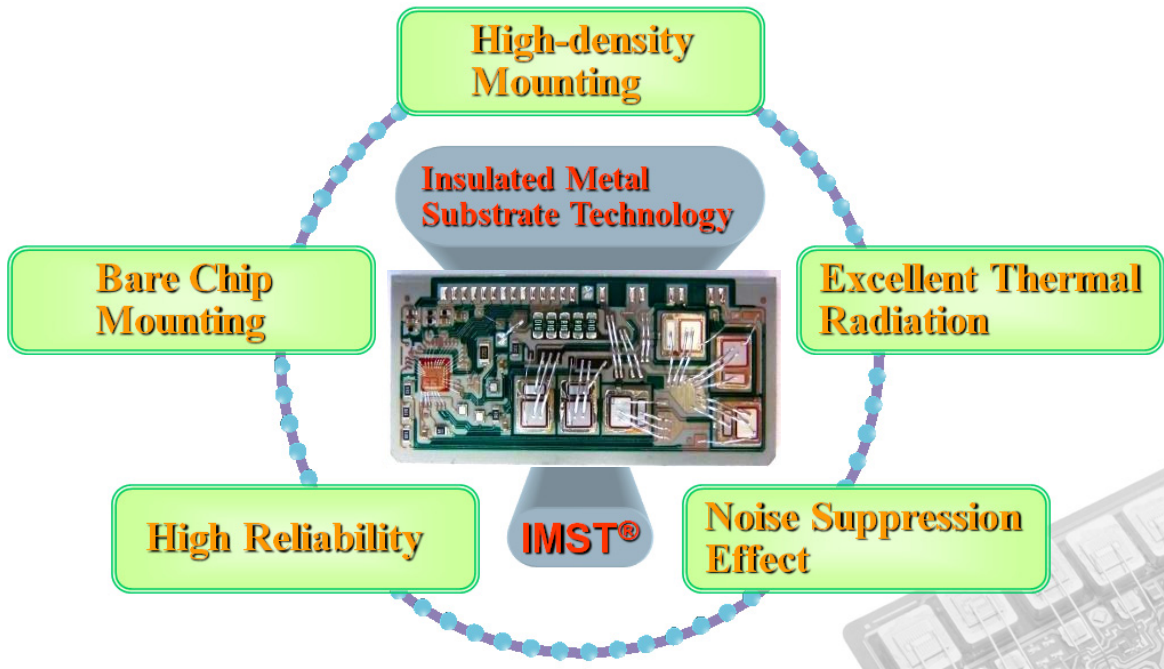 High-density
Mounting
Insulated Metal
Substrate Technology
Bare Chip
Mounting
Excellent Thermal
Radiation
High Reliability
IMST®
Noise Suppression
Effect